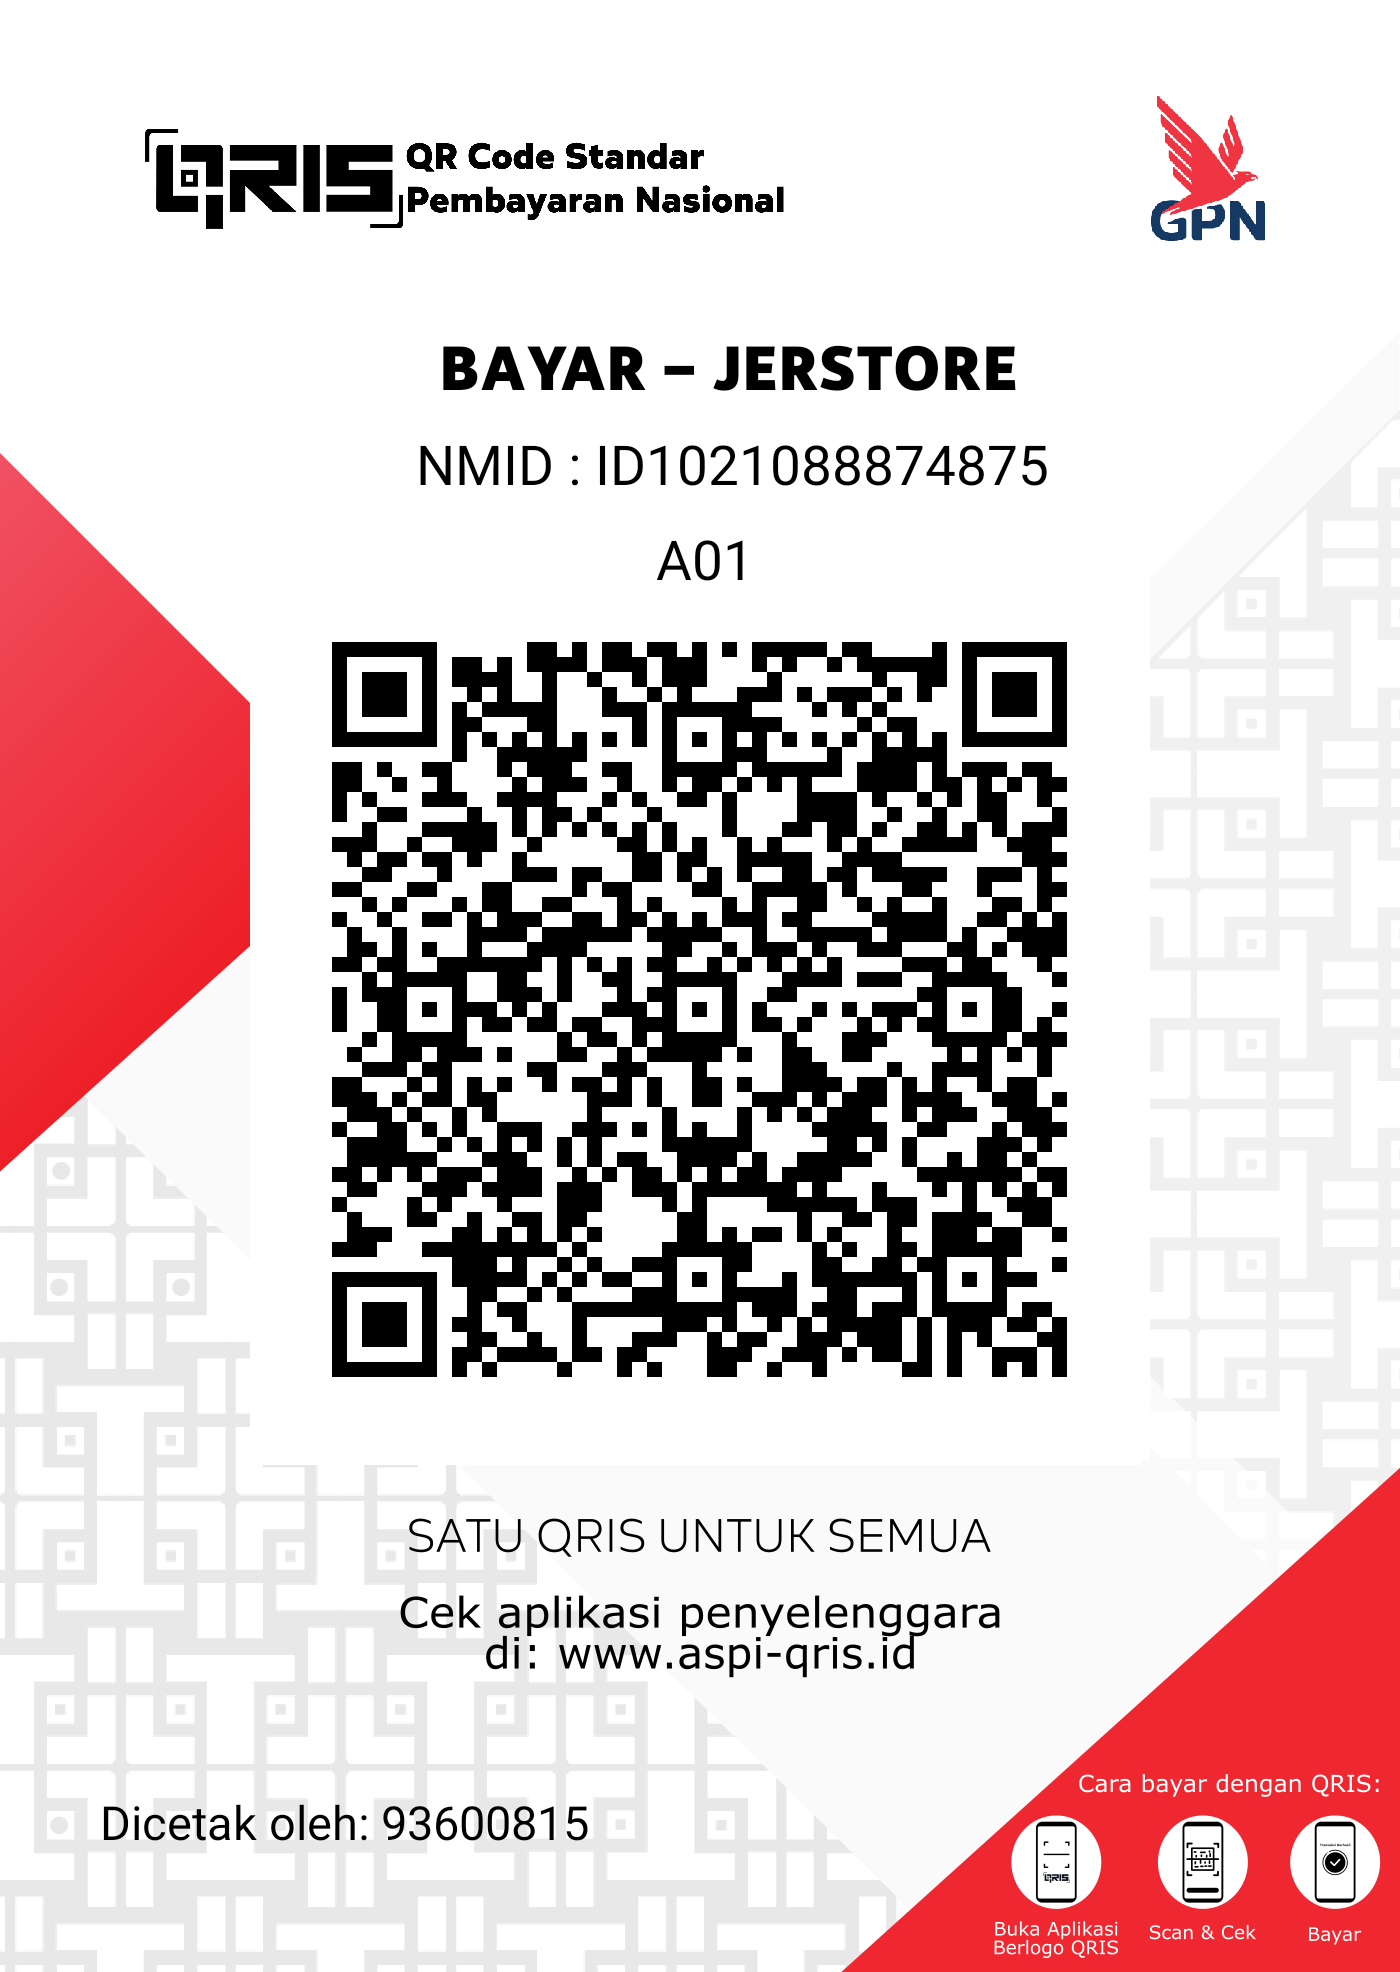 QRIS QR Code Standar
Pembayaran Nasional
GPN
BAYAR – JERSTORE
NMID : ID1021088874875
A01
SATU QRIS UNTUK SEMUA
Cek aplikasi penyelenggara
di: www.aspi-qris.id
Dicetak oleh: 93600815
Cara bayar dengan QRIS:
QRIS
Buka Aplikasi
Berlogo QRIS
Scan & Cek
Bayar